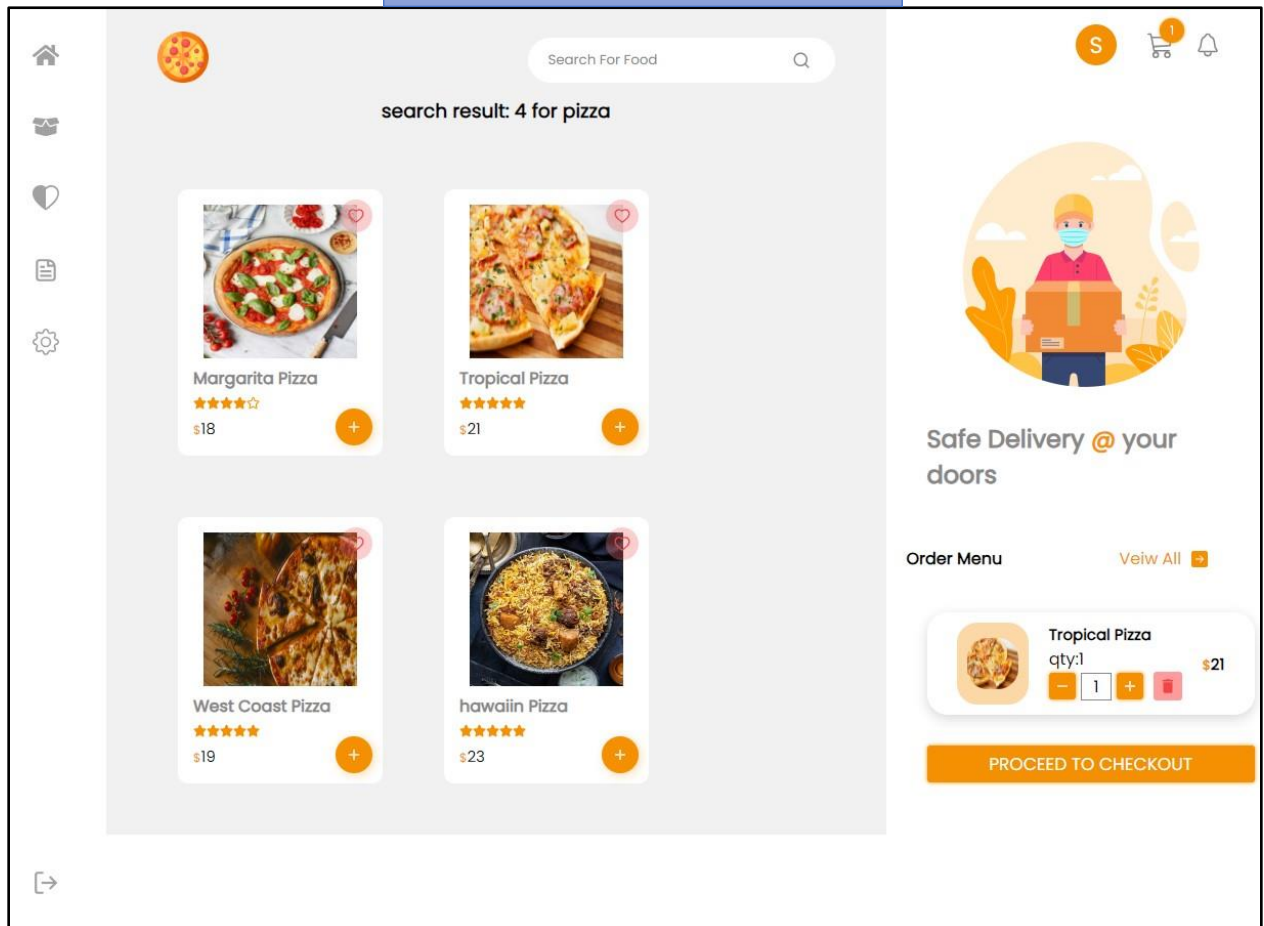 Search For Food
S
1
search result: 4 for pizza
Margarita Pizza
$18
+
Tropical Pizza
$21
+
West Coast Pizza
$19
+
hawaiin Pizza
$23
+
Safe Delivery @ your
doors
Order Menu
Veiw All
Tropical Pizza
qty:1
$21
− 1 +
PROCEED TO CHECKOUT